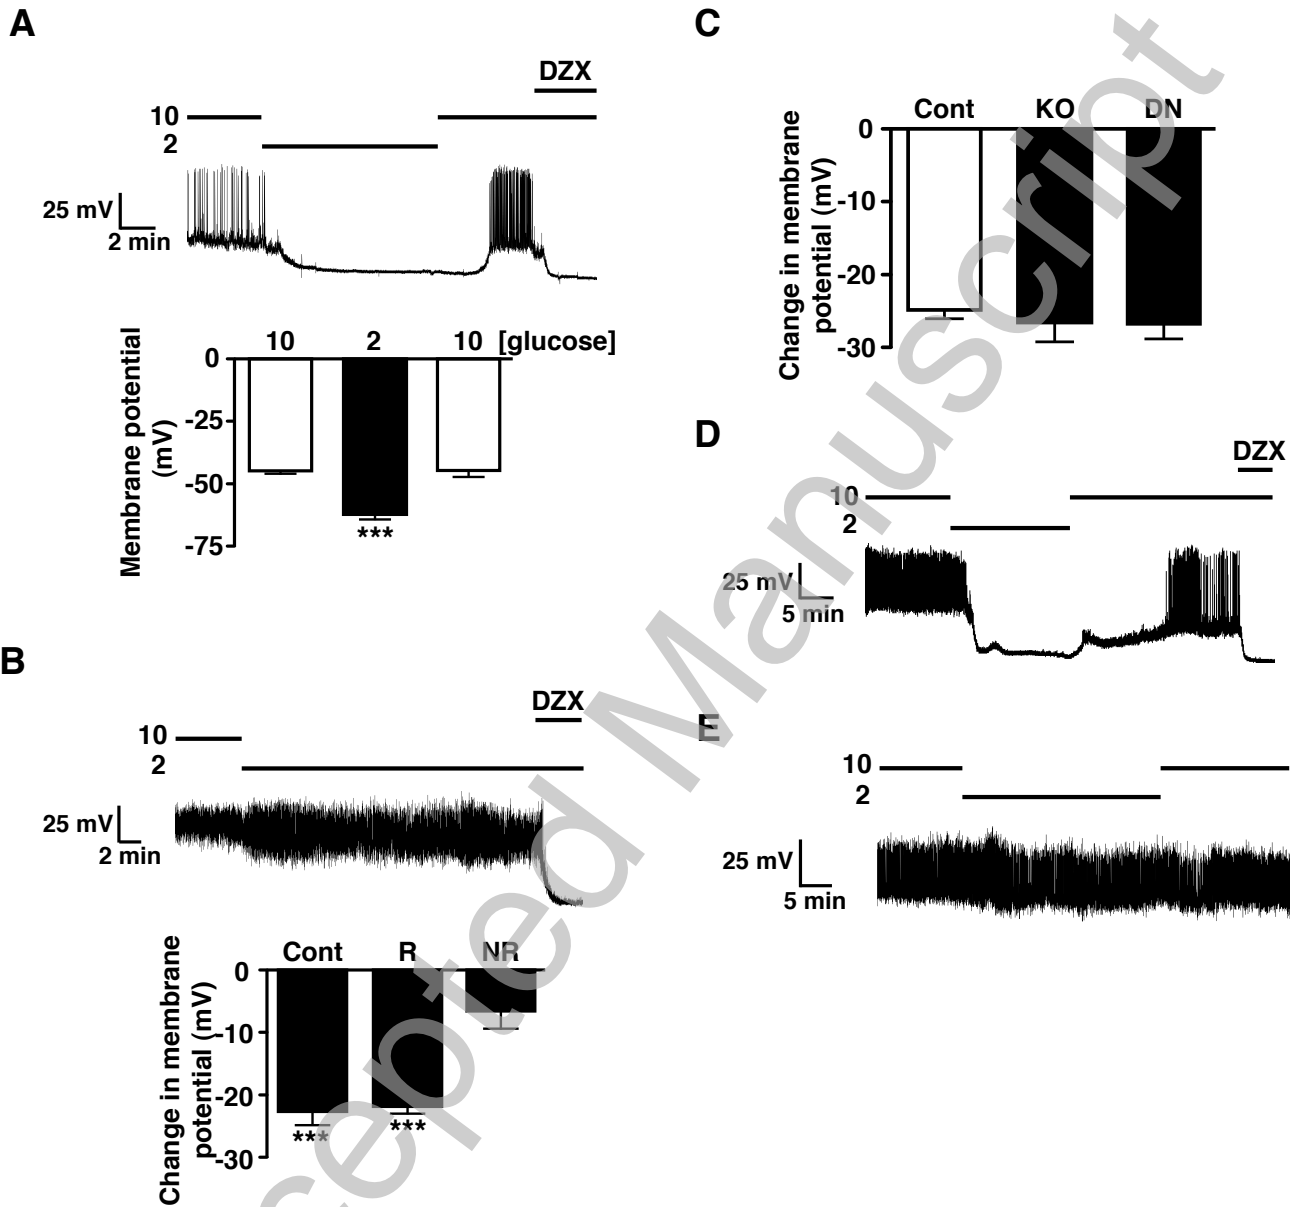 A
DZX
10
2
25 mV
2 min
10 2 10 [glucose]
0
-25
-50
-75
Membrane potential
(mV)
***
B
DZX
10
2
25 mV
2 min
Cont R NR
0
-10
-20
-30
Change in membrane
potential (mV)
*** ***
C
Cont KO DN
0
-10
-20
-30
Change in membrane
potential (mV)
D
DZX
10
2
25 mV
5 min
E
10
2
25 mV
5 min
cepted Manuscript